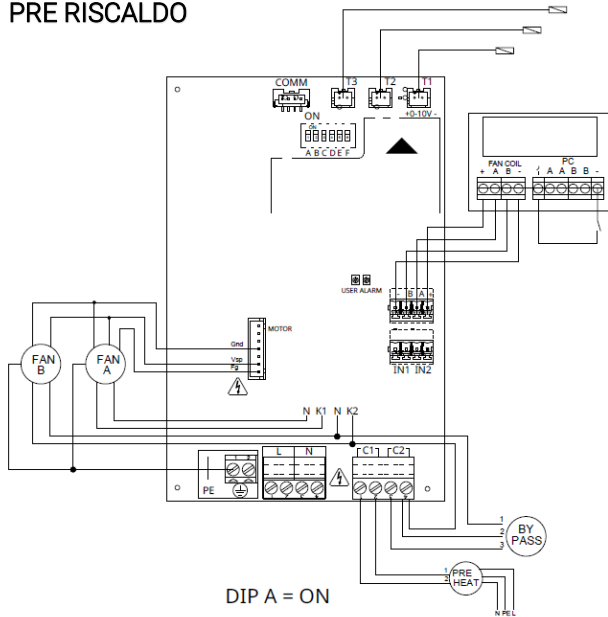 PRE RISCALDO
COMM
T3
T2
T1
+0-10V -
ON
ON
A B C D E F
FAN COIL
PC
+ A B -
A A B B -
USER ALARM
- B A +
IN1 IN2
MOTOR
Gnd
Vsp
Fg
FAN
B
FAN
A
N K1 N K2
L N
C1 C2
PE
1
2
3
BY
PASS
1
2
PRE
HEAT
N PE L
DIP A = ON